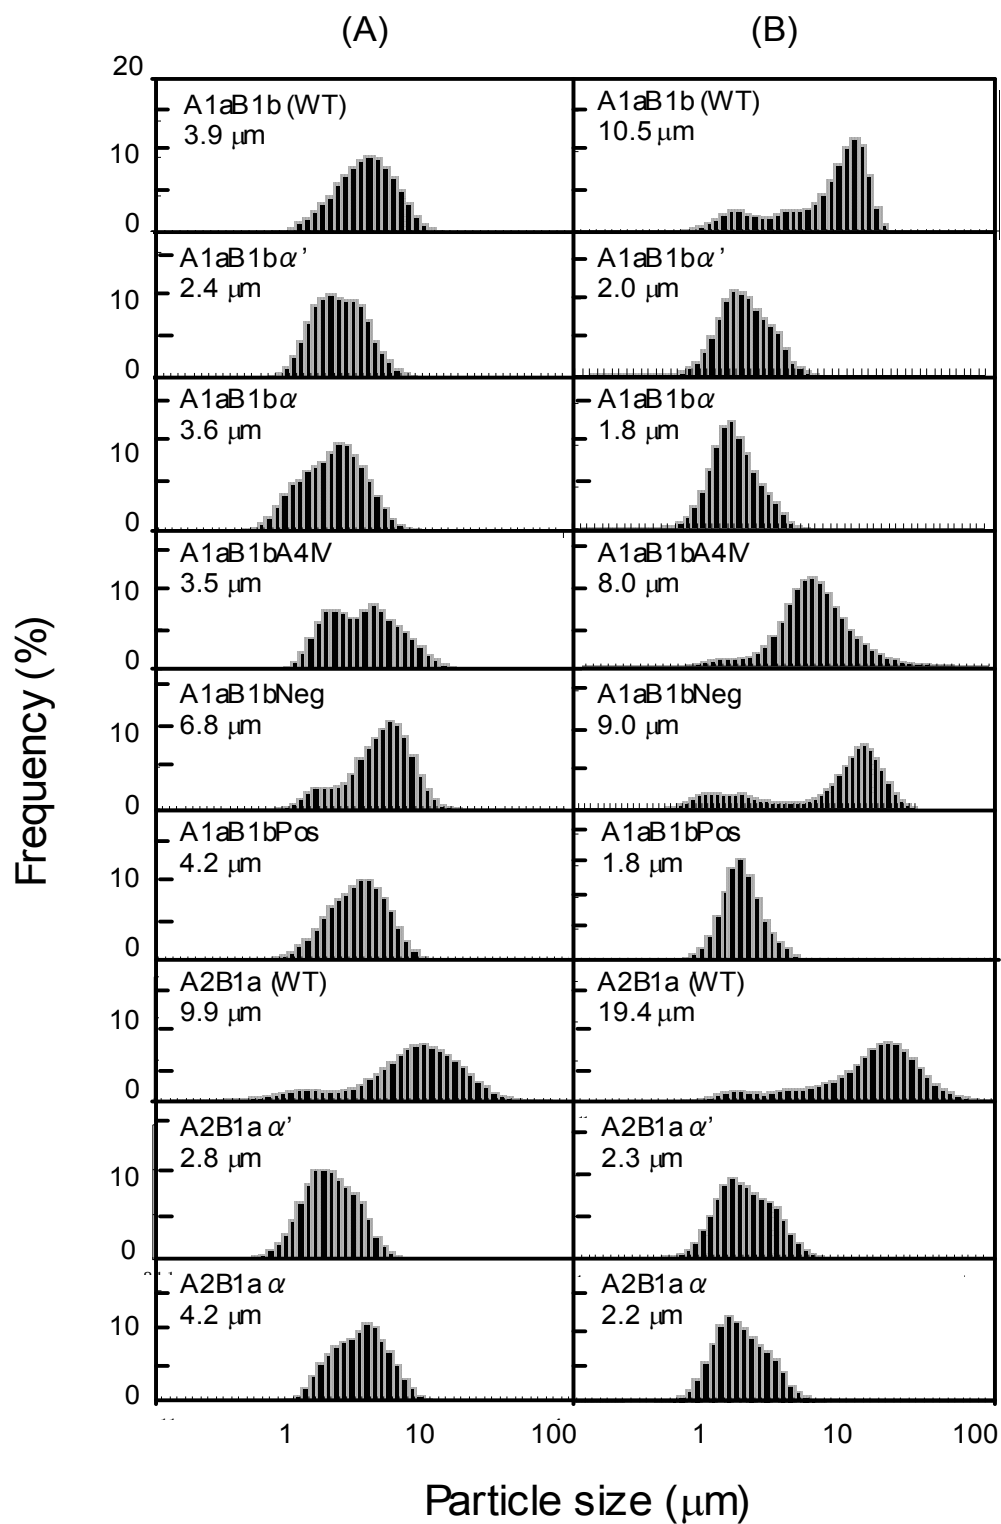 (A) (B)
20
A1aB1b (WT)
3.9 μm
A1aB1b (WT)
10.5 μm
10
0
A1aB1bα’
2.4 μm
A1aB1bα’
2.0 μm
10
0
A1aB1bα
3.6 μm
A1aB1bα
1.8 μm
10
0
A1aB1bA4IV
3.5 μm
A1aB1bA4IV
8.0 μm
10
0
A1aB1bNeg
6.8 μm
A1aB1bNeg
9.0 μm
10
0
A1aB1bPos
4.2 μm
A1aB1bPos
1.8 μm
10
0
A2B1a (WT)
9.9 μm
A2B1a (WT)
19.4 μm
10
0
A2B1a α’
2.8 μm
A2B1a α’
2.3 μm
10
0
A2B1a α
4.2 μm
A2B1a α
2.2 μm
10
0
1 10 100 1 10 100
Frequency (%)
Particle size (μm)